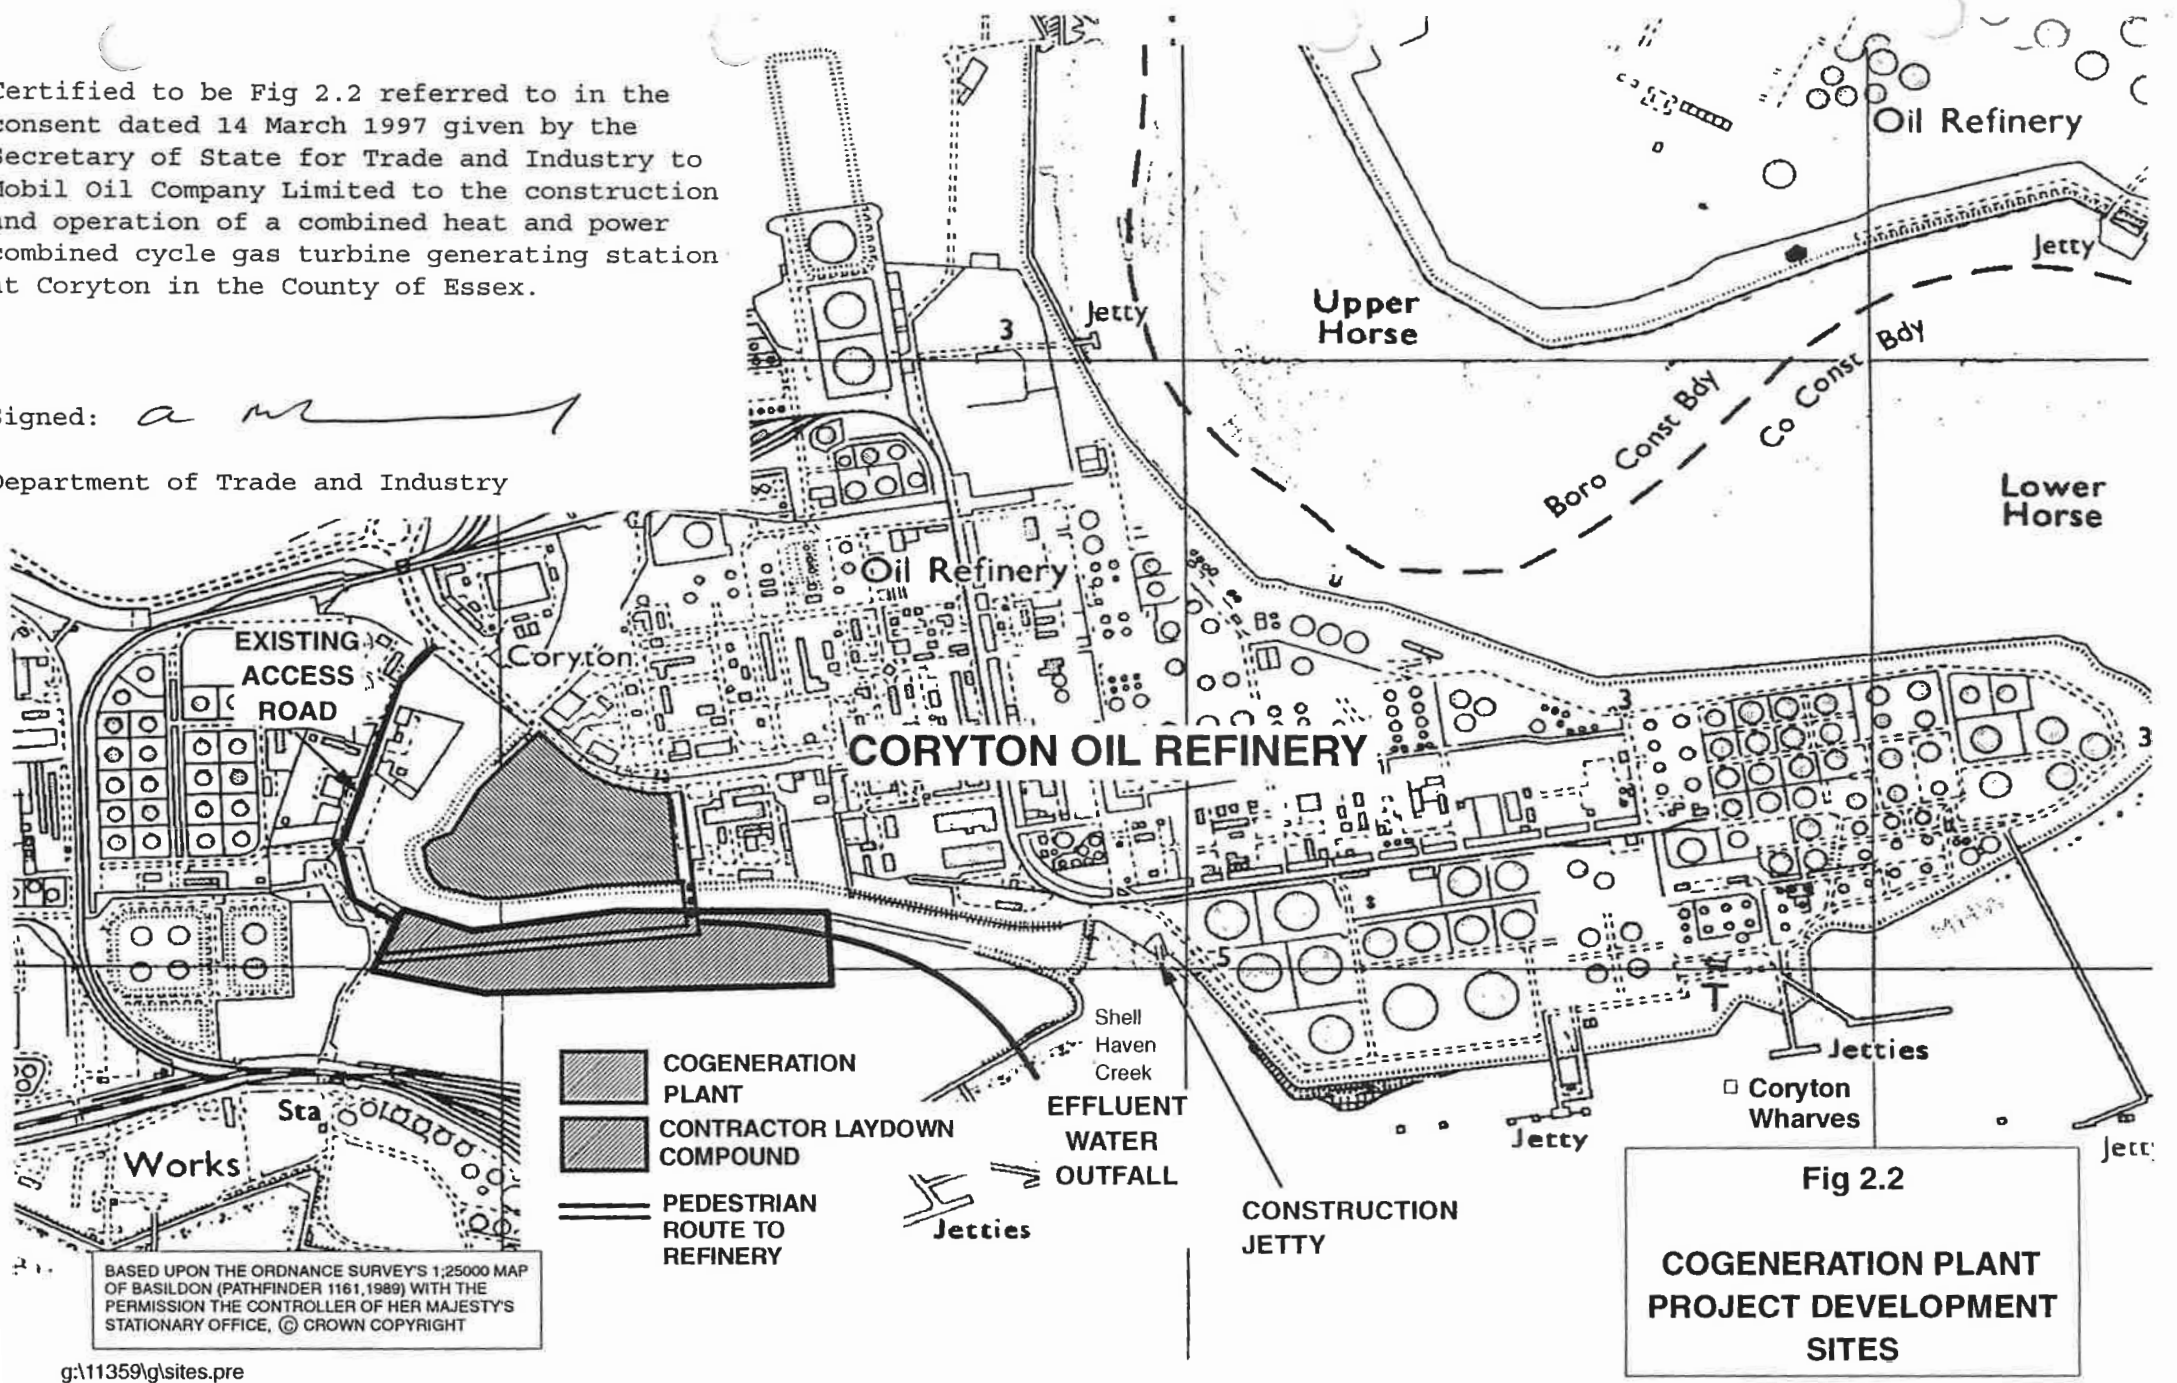 Certified to be Fig 2.2 referred to in the
consent dated 14 March 1997 given by the
Secretary of State for Trade and Industry to
Mobil Oil Company Limited to the construction
and operation of a combined heat and power
combined cycle gas turbine generating station
at Coryton in the County of Essex.
Signed:
Department of Trade and Industry
Oil Refinery
Jetty
Upper
Horse
3
Jetty
Boro Const Bdy
Co Const Bdy
Lower
Horse
Oil Refinery
Coryton
EXISTING
ACCESS
ROAD
CORYTON OIL REFINERY
3
3
5
Shell
Haven
Creek
EFFLUENT
WATER
OUTFALL
CONSTRUCTION
JETTY
Jetties
Jetty
Jetties
Coryton
Wharves
Jetty
Sta
Works
COGENERATION
PLANT
CONTRACTOR LAYDOWN
COMPOUND
PEDESTRIAN
ROUTE TO
REFINERY
BASED UPON THE ORDNANCE SURVEY'S 1;25000 MAP
OF BASILDON (PATHFINDER 1161,1989) WITH THE
PERMISSION THE CONTROLLER OF HER MAJESTY'S
STATIONARY OFFICE, © CROWN COPYRIGHT
g:\11359\g\sites.pre
Fig 2.2
COGENERATION PLANT
PROJECT DEVELOPMENT
SITES